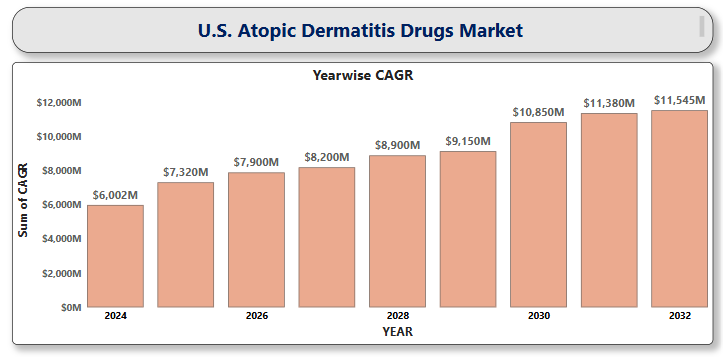 U.S. Atopic Dermatitis Drugs Market
Yearwise CAGR
Sum of CAGR
$12,000M
$10,000M
$8,000M
$6,000M
$4,000M
$2,000M
$0M
$6,002M
$7,320M
$7,900M
$8,200M
$8,900M
$9,150M
$10,850M
$11,380M
$11,545M
2024
2026
2028
2030
2032
YEAR